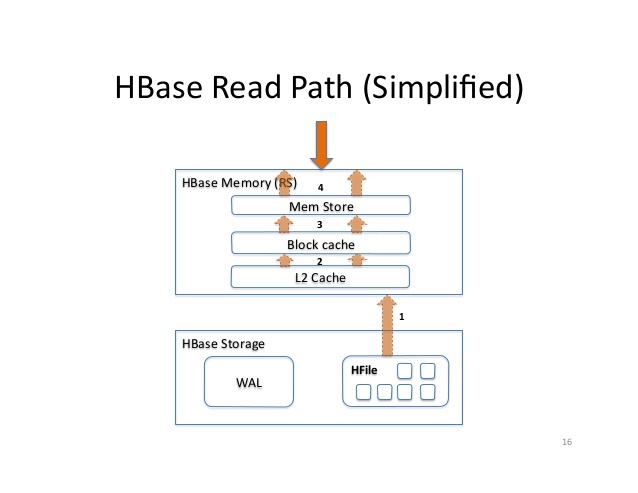 HBase Read Path (Simplified)
HBase Memory (RS)
4
Mem Store
3
Block cache
2
L2 Cache
1
HBase Storage
HFile
WAL
16